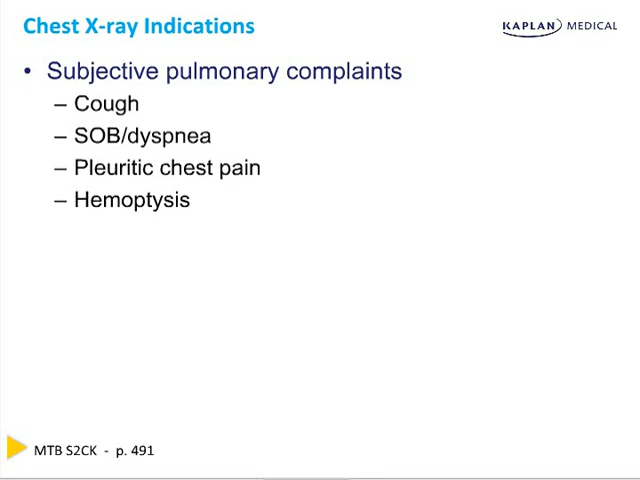 Chest X-ray Indications
KAPLAN MEDICAL
• Subjective pulmonary complaints
– Cough
– SOB/dyspnea
– Pleuritic chest pain
– Hemoptysis
MTB S2CK - p. 491